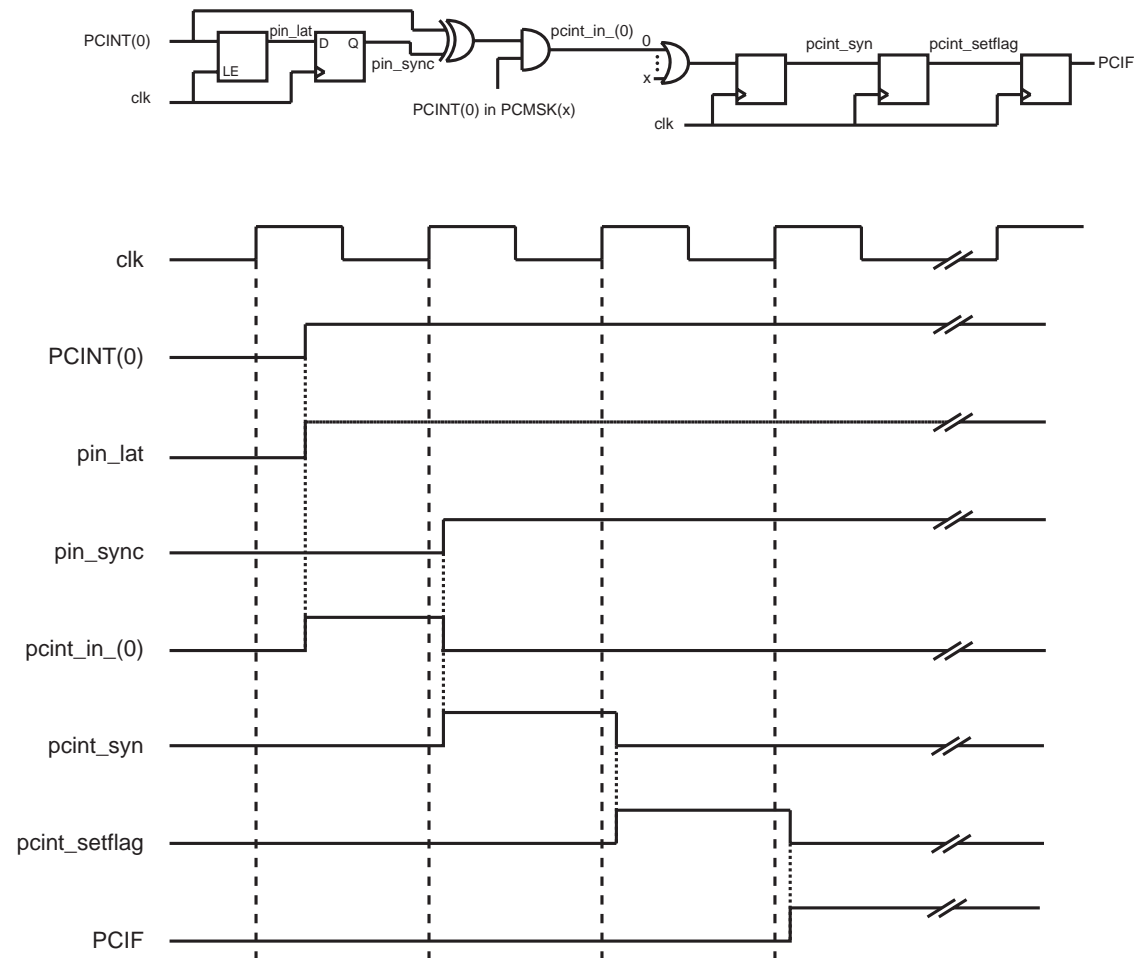 PCINT(0)
pin_lat
LE
D Q
pin_sync
clk
pcint_in_(0)
PCINT(0) in PCMSK(x)
0
x
clk
pcint_syn
pcint_setflag
PCIF
clk
PCINT(0)
pin_lat
pin_sync
pcint_in_(0)
pcint_syn
pcint_setflag
PCIF